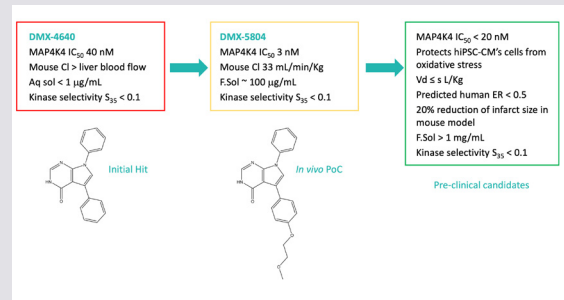 DMX-4640
MAP4K4 IC50 40 nM
Mouse Cl > liver blood flow
Aq sol < 1 µg/mL
Kinase selectivity S35 < 0.1
Initial Hit
DMX-5804
MAP4K4 IC50 3 nM
Mouse Cl 33 mL/min/Kg
F.Sol ~ 100 µg/mL
Kinase selectivity S35 < 0.1
In vivo PoC
MAP4K4 IC50 < 20 nM
Protects hiPSC-CM’s cells from
oxidative stress
Vd ≤ s L/Kg
Predicted human ER < 0.5
20% reduction of infarct size in
mouse model
F.Sol > 1 mg/mL
Kinase selectivity S35 < 0.1
Pre-clinical candidates